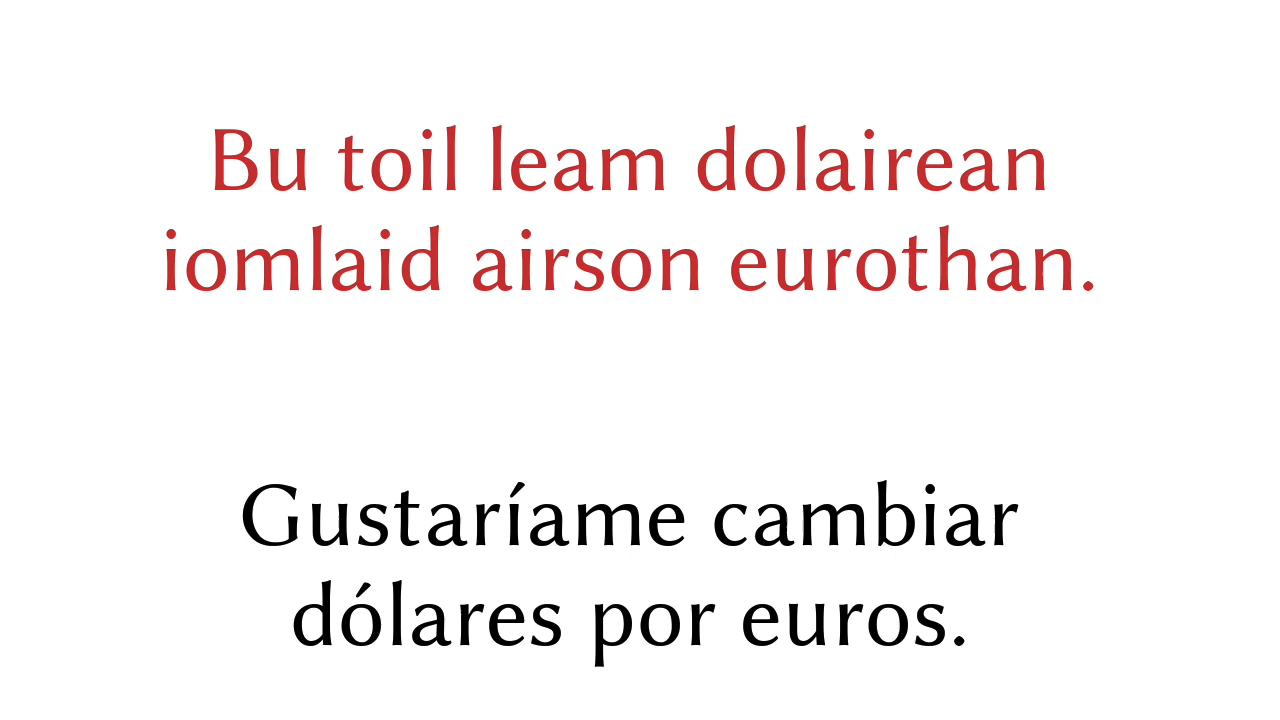 Bu toil leam dolairean
iomlaid airson eurothan.
Gustaríame cambiar
dólares por euros.